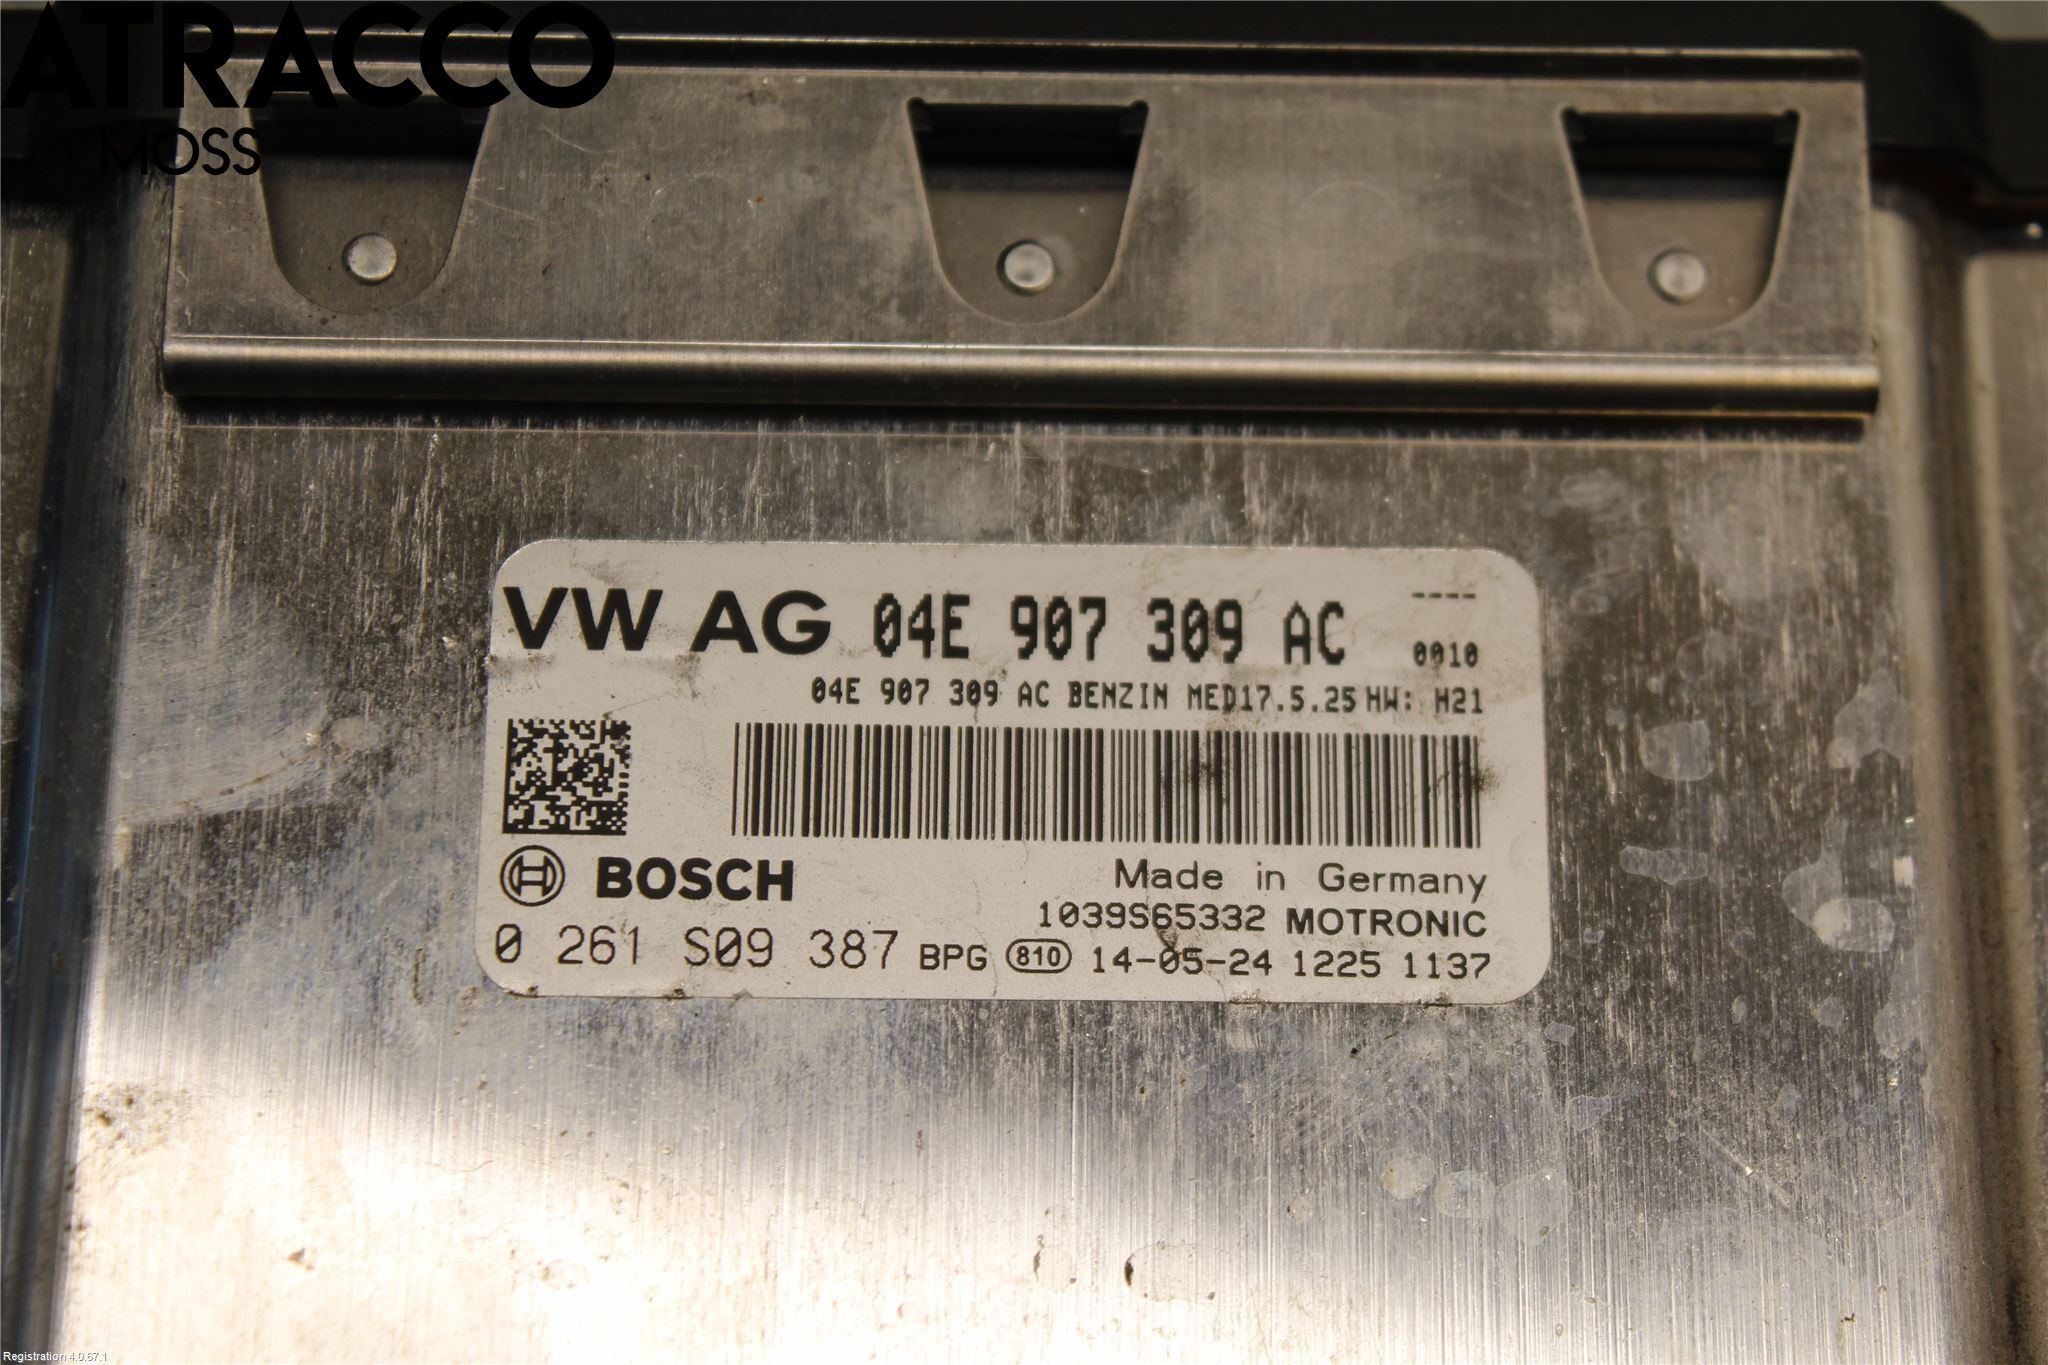 ATRACCO
MOSS
VW AG 04E 907 309 AC ----
0010
04E 907 309 AC BENZIN MED17.5.25 HW: H21
BOSCH
Made in Germany
1039S65332 MOTRONIC
0 261 S09 387 BPG 810 14-05-24 1225 1137
Registration 4.0.67.1